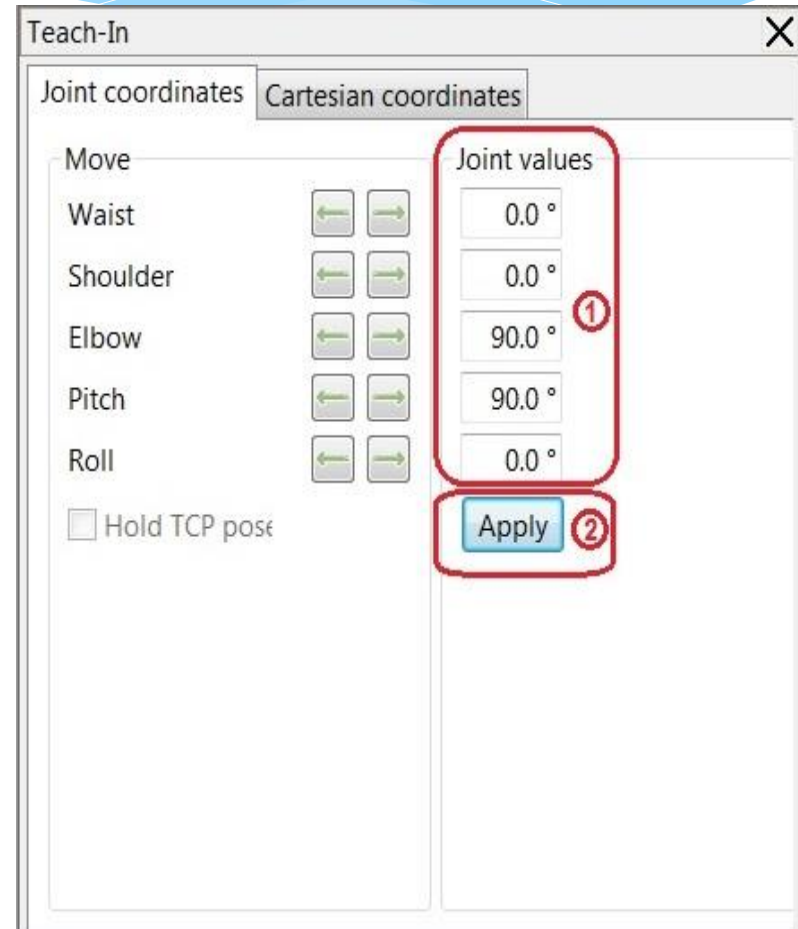 Teach-In
Joint coordinates Cartesian coordinates
Move Joint values
Waist 0.0 °
Shoulder 0.0 °
① 
Elbow 90.0 °
Pitch 90.0 °
Roll 0.0 °
Hold TCP pose Apply ②